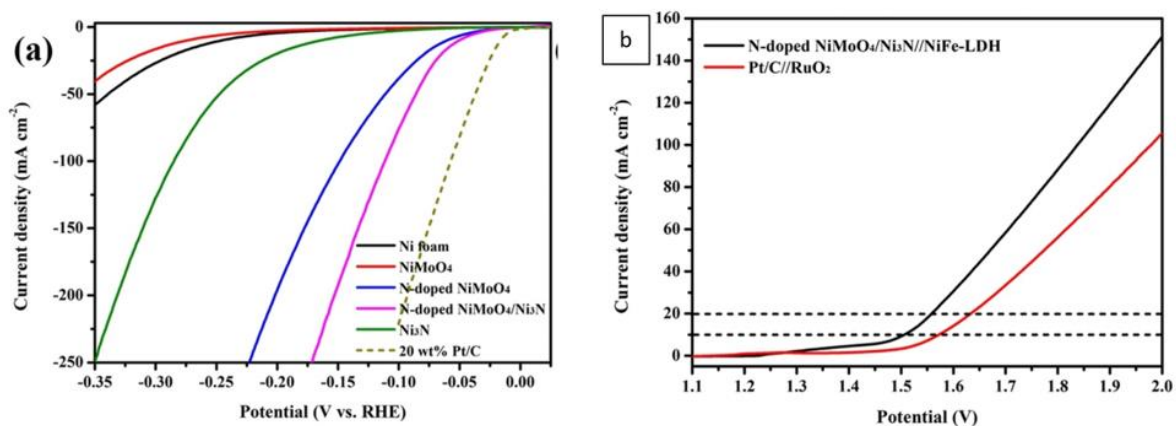 (a)
0
-50
-100
-150
-200
-250
Current density (mA cm⁻²)
Ni foam
NiMoO₄
N-doped NiMoO₄
N-doped NiMoO₄/Ni₃N
Ni₃N
20 wt% Pt/C
-0.35 -0.30 -0.25 -0.20 -0.15 -0.10 -0.05 0.00
Potential (V vs. RHE)
b
160
140
120
100
80
60
40
20
0
Current density (mA cm⁻²)
N-doped NiMoO₄/Ni₃N//NiFe-LDH
Pt/C//RuO₂
1.1 1.2 1.3 1.4 1.5 1.6 1.7 1.8 1.9 2.0
Potential (V)